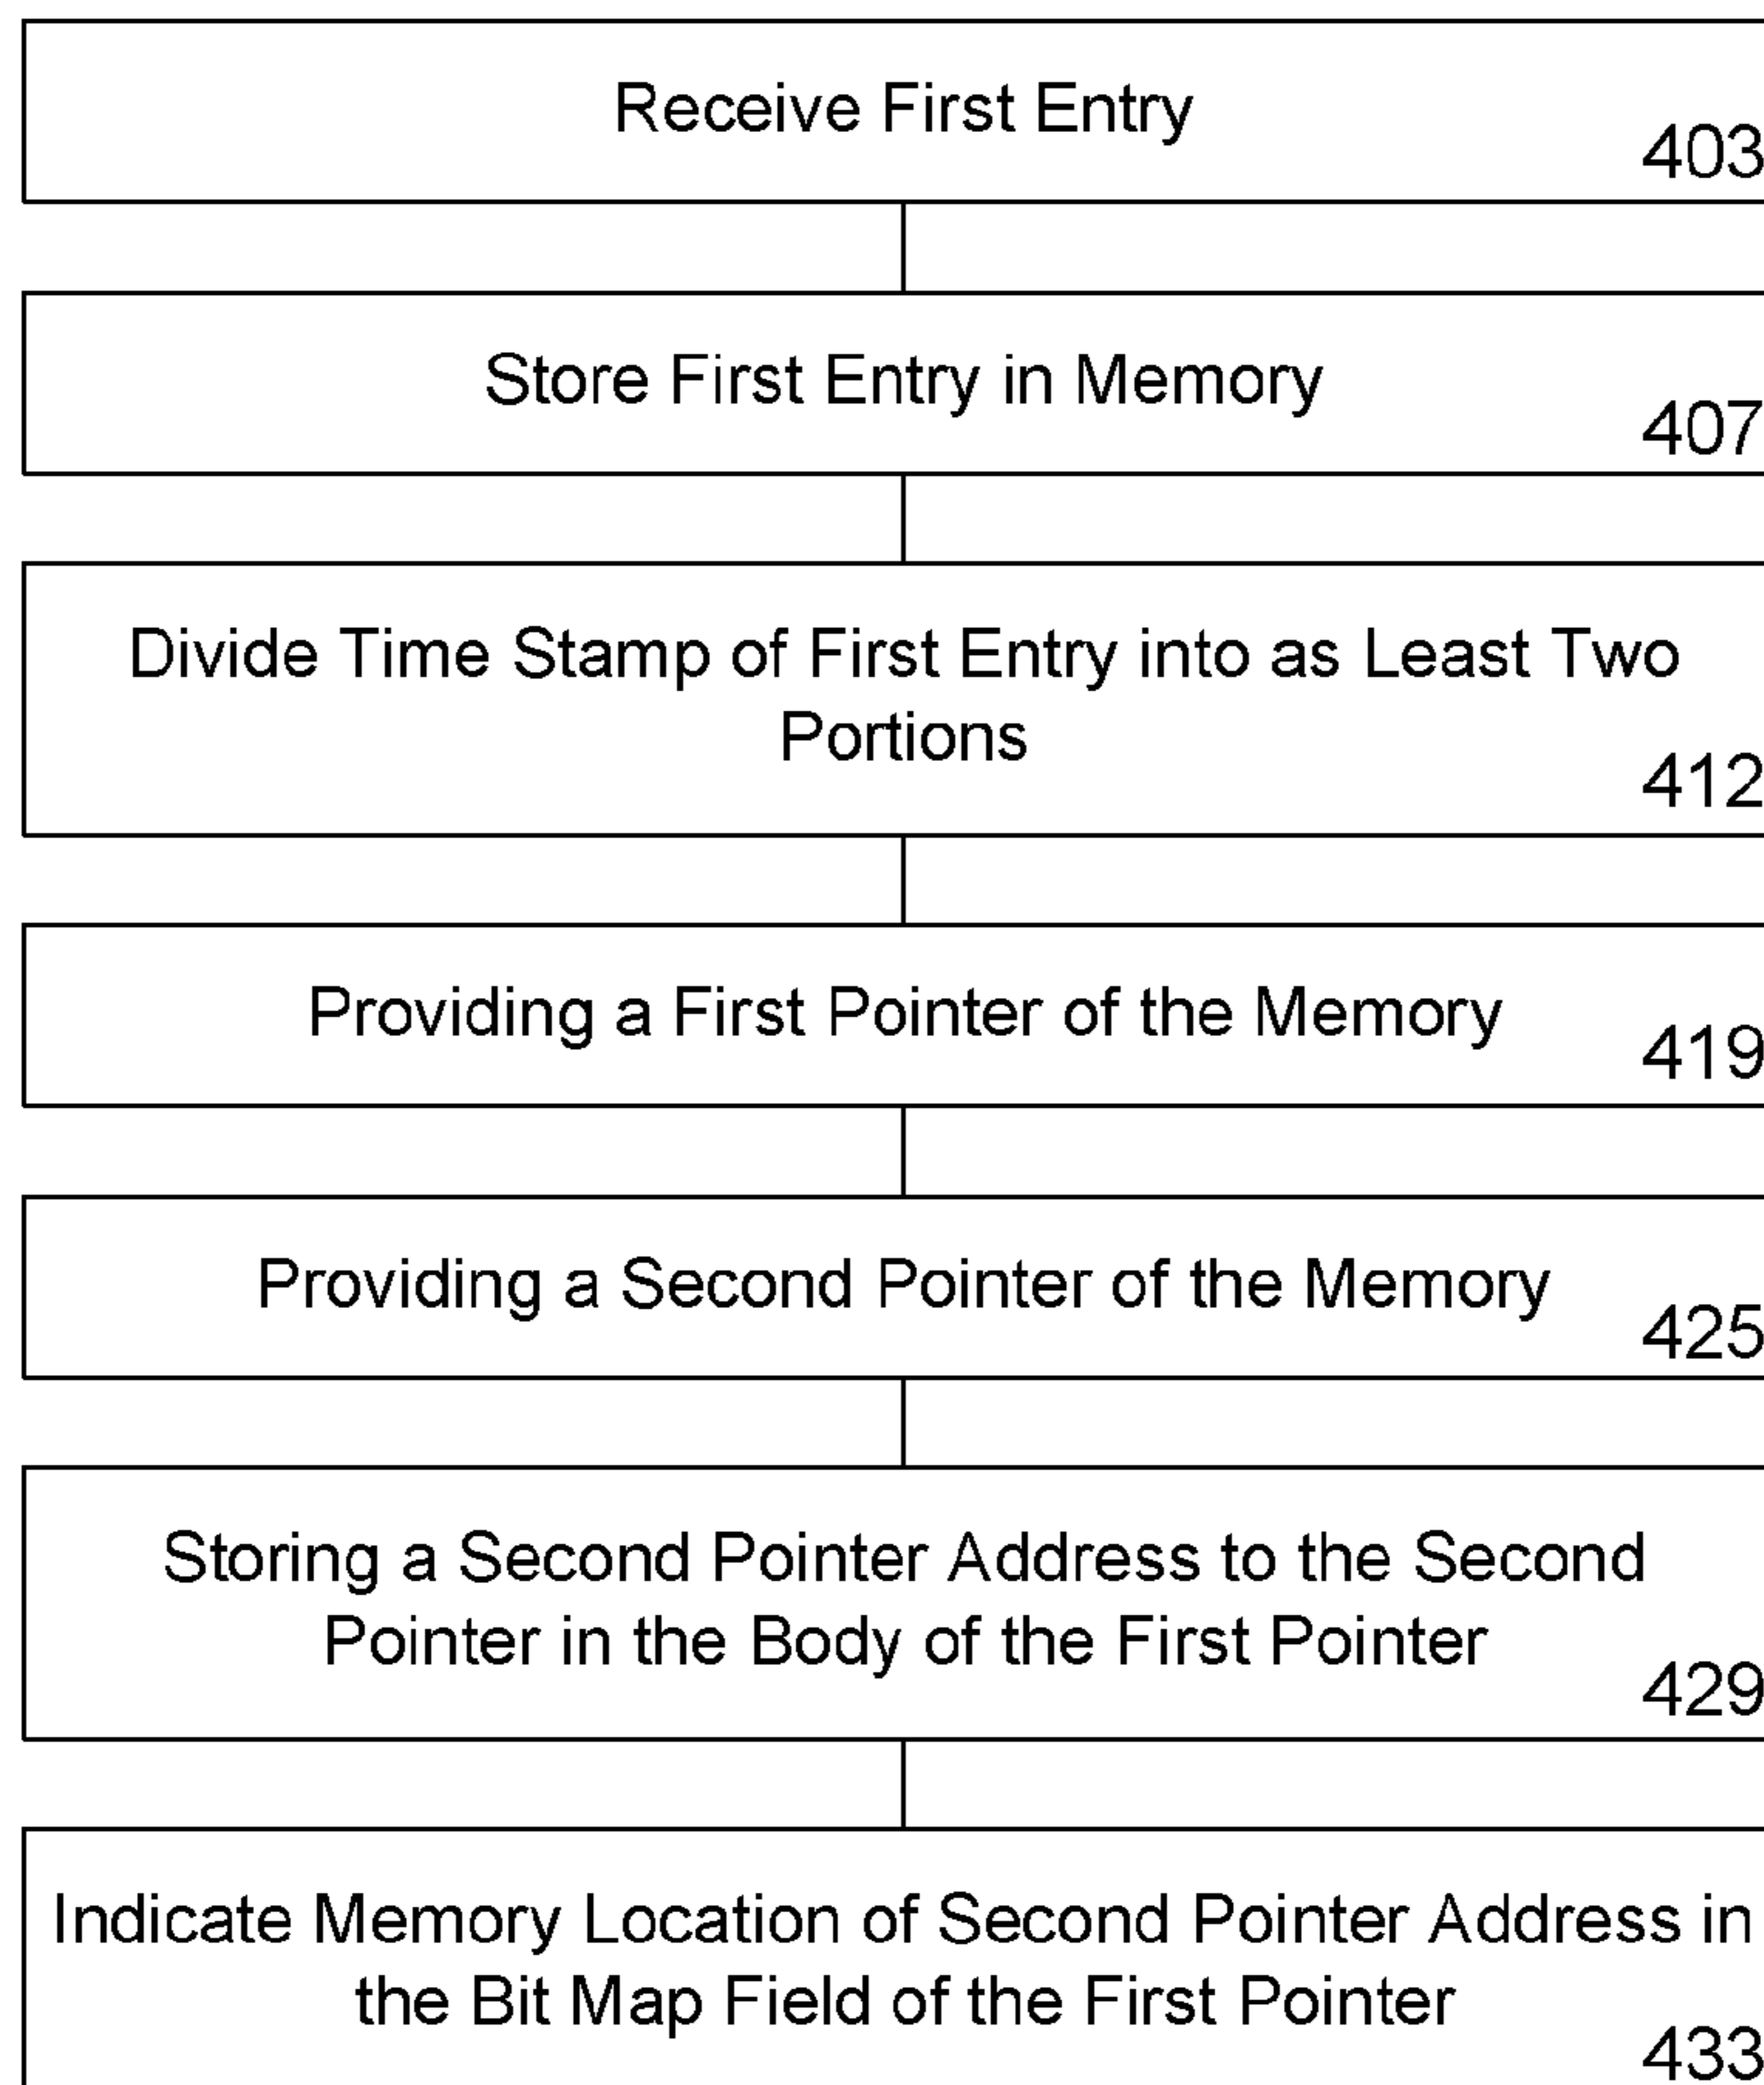 Receive First Entry
403
Store First Entry in Memory
407
Divide Time Stamp of First Entry into as Least Two
Portions
412
Providing a First Pointer of the Memory
419
Providing a Second Pointer of the Memory
425
Storing a Second Pointer Address to the Second
Pointer in the Body of the First Pointer
429
Indicate Memory Location of Second Pointer Address in
the Bit Map Field of the First Pointer
433